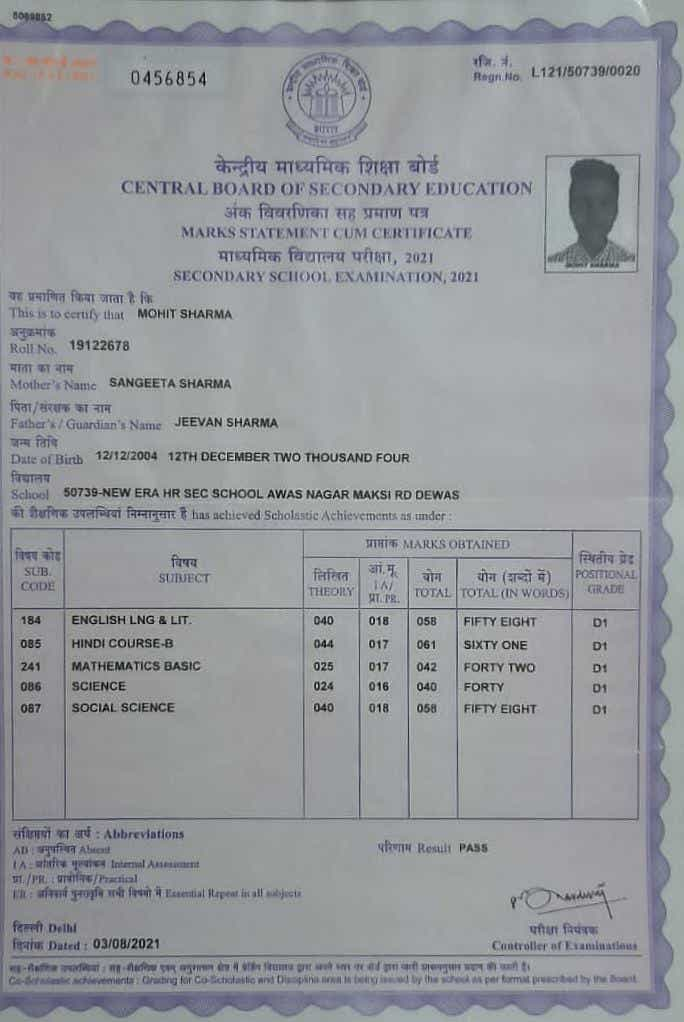 5069852
0456854
रजि. नं.
Regn.No. L121/50739/0020
भारत
केन्द्रीय माध्यमिक शिक्षा बोर्ड
CENTRAL BOARD OF SECONDARY EDUCATION
अंक विवरणिका सह प्रमाण पत्र
MARKS STATEMENT CUM CERTIFICATE
माध्यमिक विद्यालय परीक्षा, 2021
SECONDARY SCHOOL EXAMINATION, 2021
MOHIT SHARMA
यह प्रमाणित किया जाता है कि
This is to certify that MOHIT SHARMA
अनुक्रमांक
Roll No. 19122678
माता का नाम
Mother's Name SANGEETA SHARMA
पिता/संरक्षक का नाम
Father's / Guardian's Name JEEVAN SHARMA
जन्म तिथि
Date of Birth 12/12/2004 12TH DECEMBER TWO THOUSAND FOUR
विद्यालय
School 50739-NEW ERA HR SEC SCHOOL AWAS NAGAR MAKSI RD DEWAS
की शैक्षणिक उपलब्धियां निम्नानुसार हैं has achieved Scholastic Achievements as under :
विषय कोड SUB. CODE
विषय SUBJECT
प्राप्तांक MARKS OBTAINED
लिखित THEORY
आं.मू. IA/ प्रा. PR.
योग TOTAL
योग (शब्दों में) TOTAL (IN WORDS)
स्थितीय ग्रेड POSITIONAL GRADE
184 ENGLISH LNG & LIT. 040 018 058 FIFTY EIGHT D1
085 HINDI COURSE-B 044 017 061 SIXTY ONE D1
241 MATHEMATICS BASIC 025 017 042 FORTY TWO D1
086 SCIENCE 024 016 040 FORTY D1
087 SOCIAL SCIENCE 040 018 058 FIFTY EIGHT D1
संक्षिप्तियों का अर्थ : Abbreviations
AB : अनुपस्थित Absent
परिणाम Result PASS
IA : आंतरिक मूल्यांकन Internal Assessment
प्रा./PR. : प्रायोगिक/Practical
ER : अनिवार्य पुनरावृत्ति सभी विषयों में Essential Repeat in all subjects
दिल्ली Delhi
दिनांक Dated : 03/08/2021
परीक्षा नियंत्रक
Controller of Examinations
Co-Scholastic achievements : Grading for Co-Scholastic and Discipline area is being issued by the school as per format prescribed by the Board.